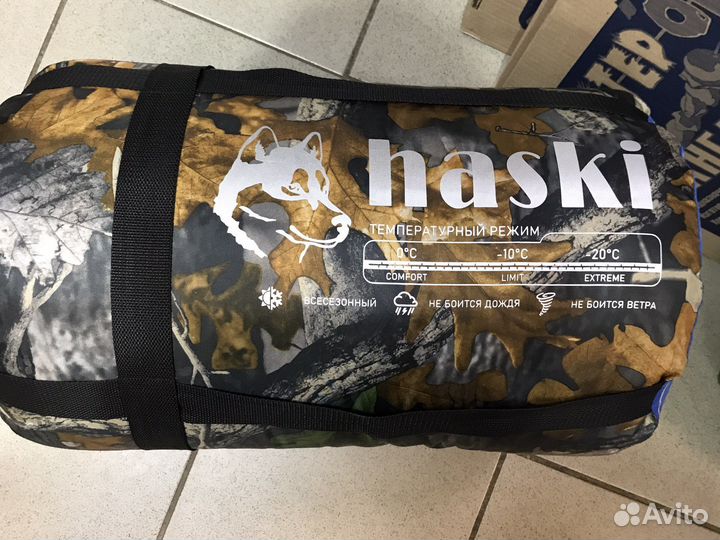 haski
ТЕМПЕРАТУРНЫЙ РЕЖИМ
0°C -10°C -20°C
COMFORT LIMIT EXTREME
ВСЕСЕЗОННЫЙ НЕ БОИТСЯ ДОЖДЯ НЕ БОИТСЯ ВЕТРА
Avito